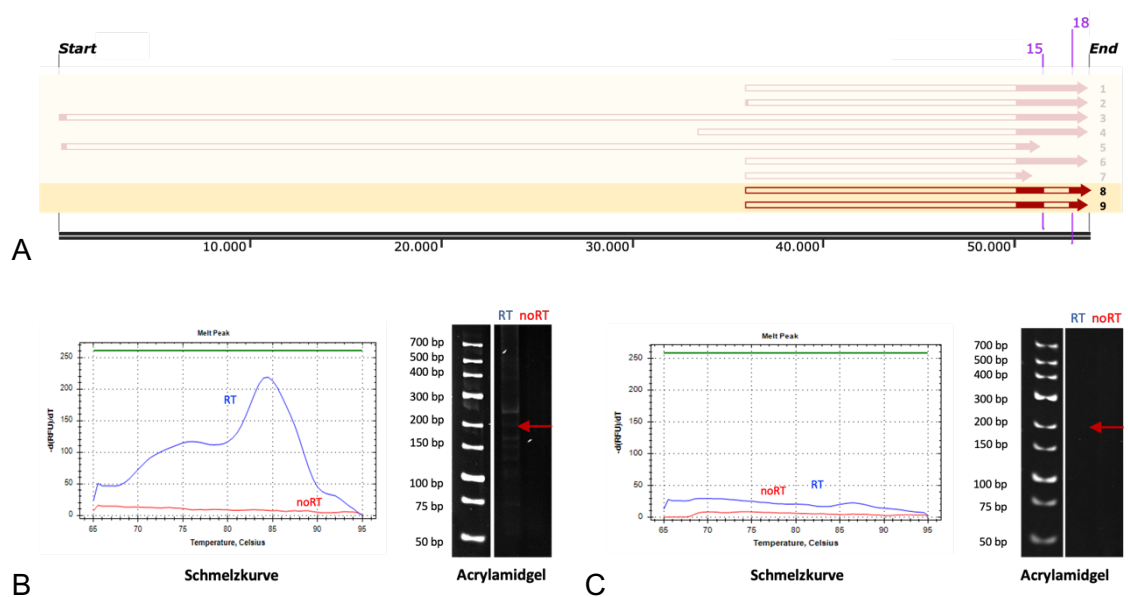 18
Start
15
End
1
2
3
4
5
6
7
8
9
10.000
20.000
30.000
40.000
50.000
A
RT noRT
Melt Peak
250
200
150
100
50
0
-d(RFU)/dT
RT
noRT
65 70 75 80 85 90 95
Temperature, Celsius
700 bp
500 bp
400 bp
300 bp
200 bp
150 bp
100 bp
75 bp
50 bp
B
Schmelzkurve
Acrylamidgel
RT noRT
Melt Peak
250
200
150
100
50
0
-d(RFU)/dT
noRT
RT
65 70 75 80 85 90 95
Temperature, Celsius
700 bp
500 bp
400 bp
300 bp
200 bp
150 bp
100 bp
75 bp
50 bp
C
Schmelzkurve
Acrylamidgel